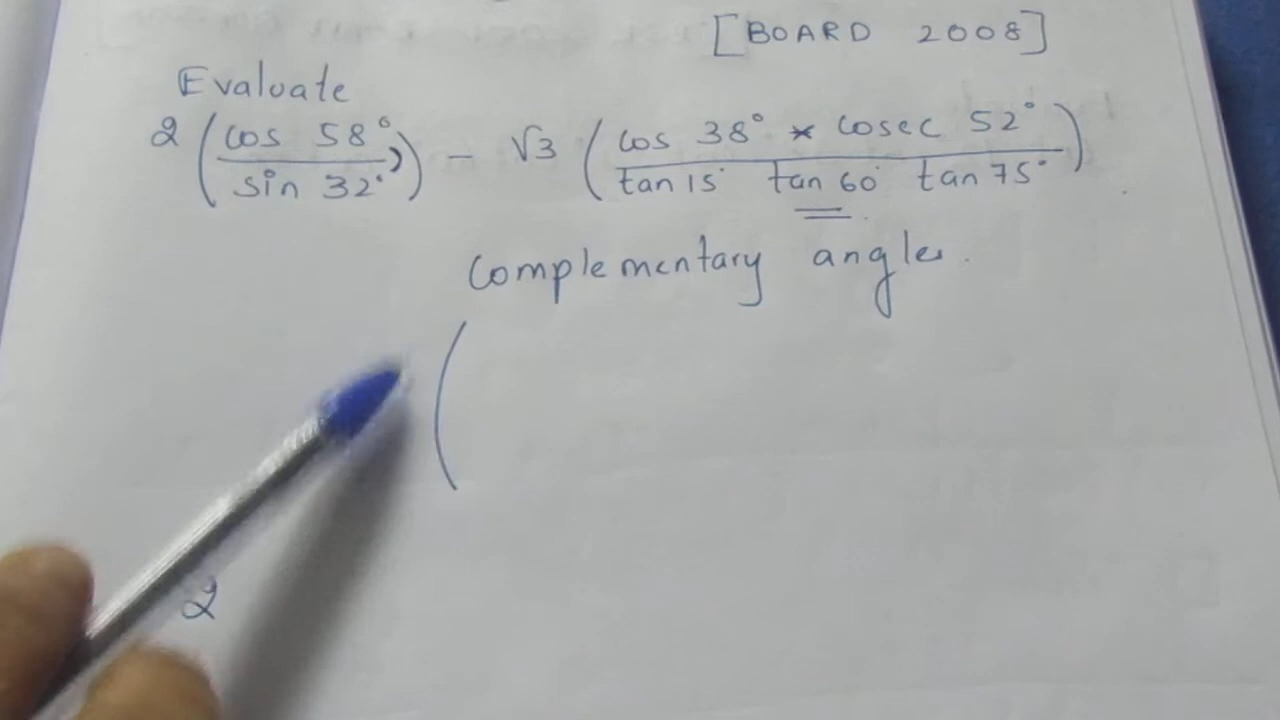 [BOARD 2008]
Evaluate
2 (cos 58° / sin 32°) - √3 (cos 38° * cosec 52° / tan 15° tan 60° tan 75°)
complementary angles.
(
2